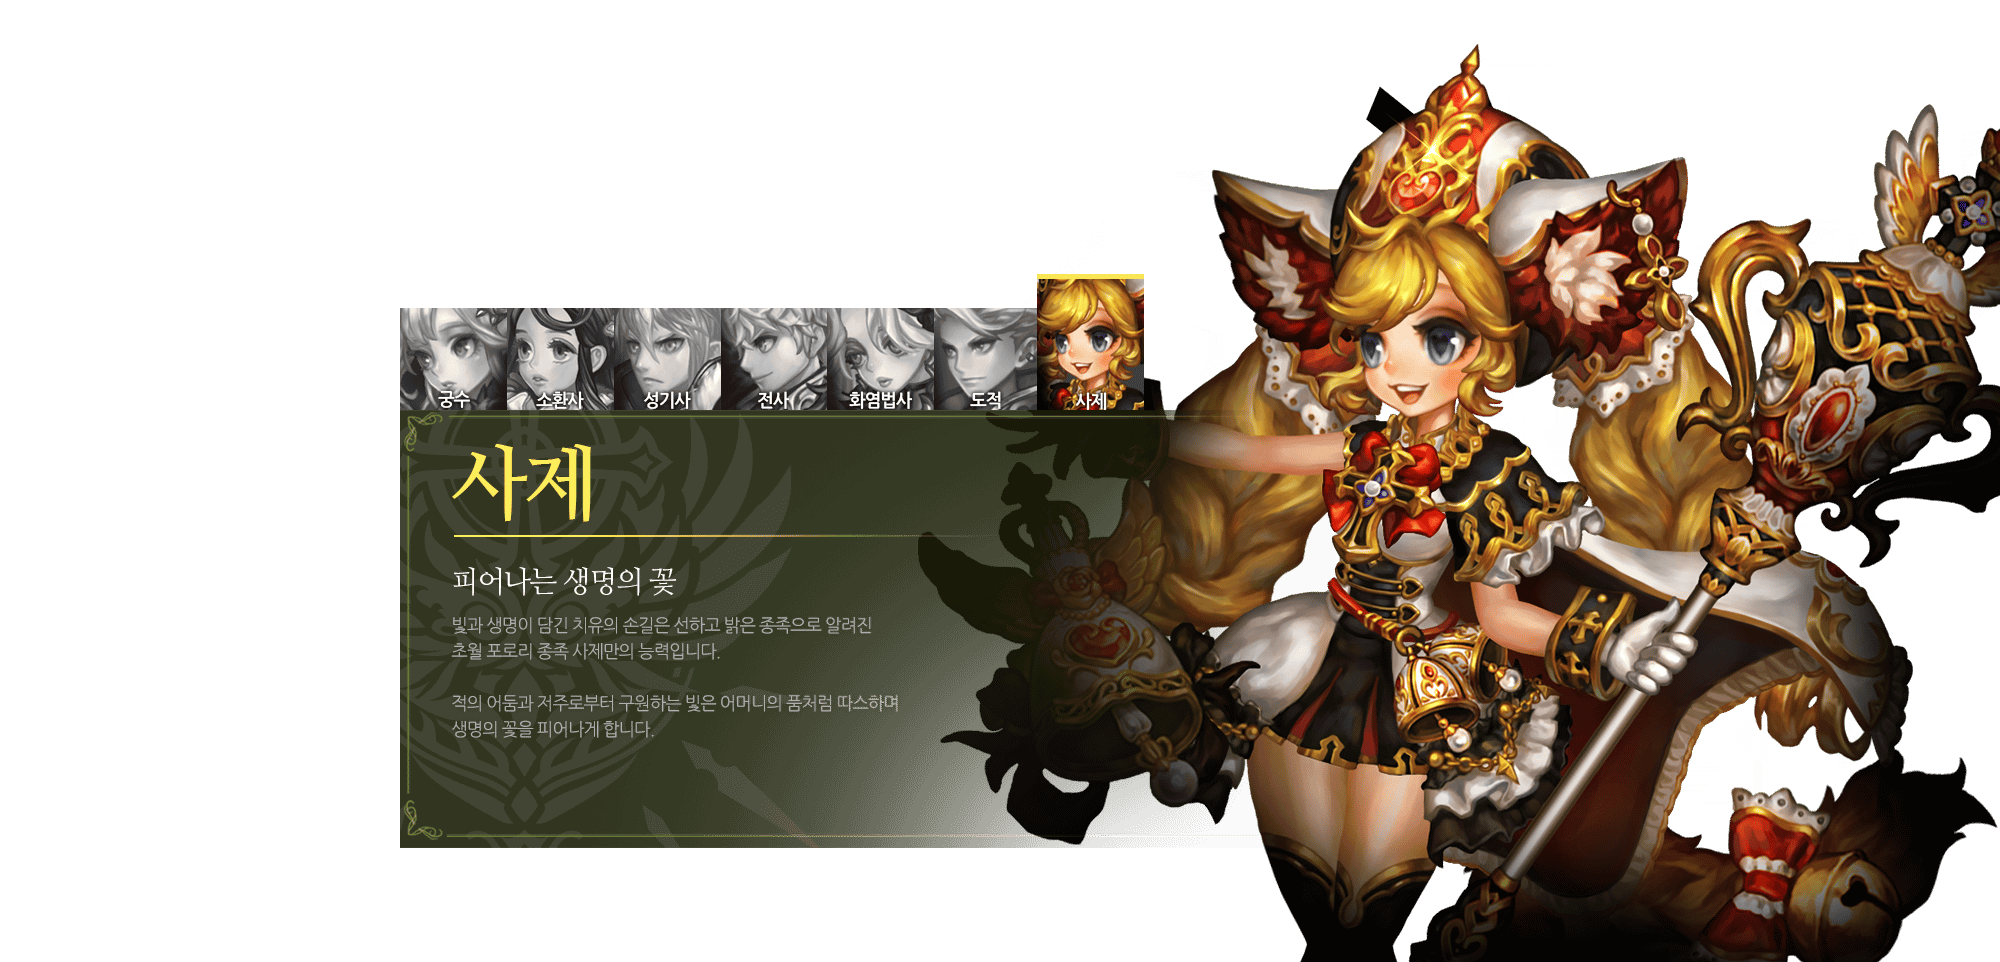 궁수 소환사 성기사 전사 화염법사 도적 사제
사제
피어나는 생명의 꽃
빛과 생명이 담긴 치유의 손길은 선하고 밝은 종족으로 알려진
초월 포로리 종족 사제만의 능력입니다.
적의 어둠과 저주로부터 구원하는 빛은 어머니의 품처럼 따스하며
생명의 꽃을 피어나게 합니다.